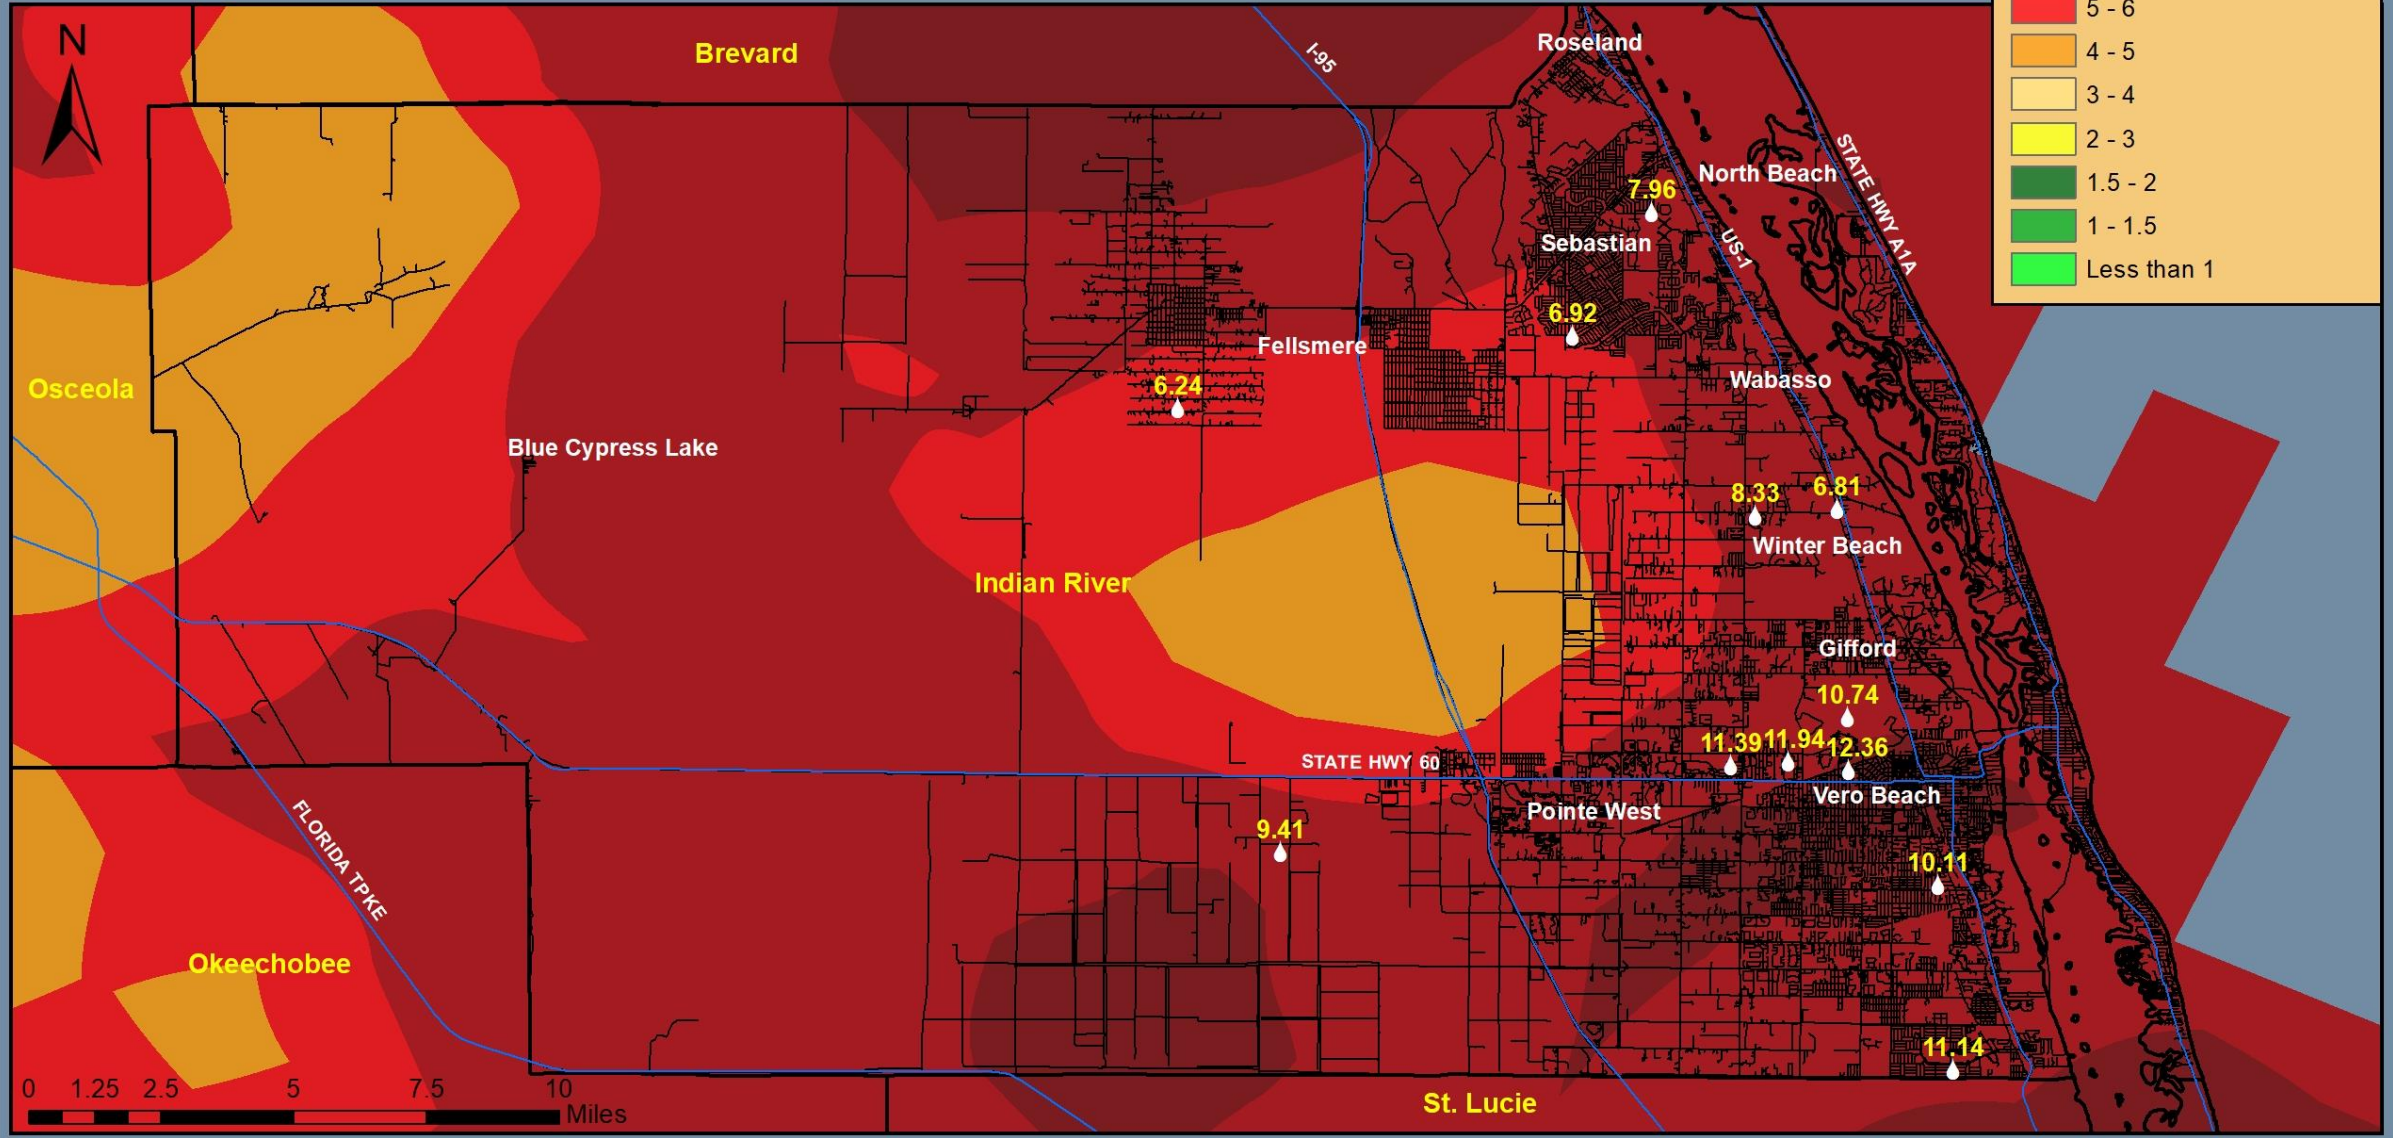 N
Brevard
I-95
Roseland
5 - 6
4 - 5
3 - 4
2 - 3
1.5 - 2
1 - 1.5
Less than 1
North Beach
STATE HWY A1A
7.96
Sebastian
US-1
6.92
Fellsmere
Wabasso
6.24
Osceola
Blue Cypress Lake
8.33
6.81
Winter Beach
Indian River
Gifford
10.74
11.39
11.94
12.36
STATE HWY 60
Vero Beach
Pointe West
9.41
FLORIDA TPKE
10.11
Okeechobee
11.14
0 1.25 2.5 5 7.5 10
Miles
St. Lucie